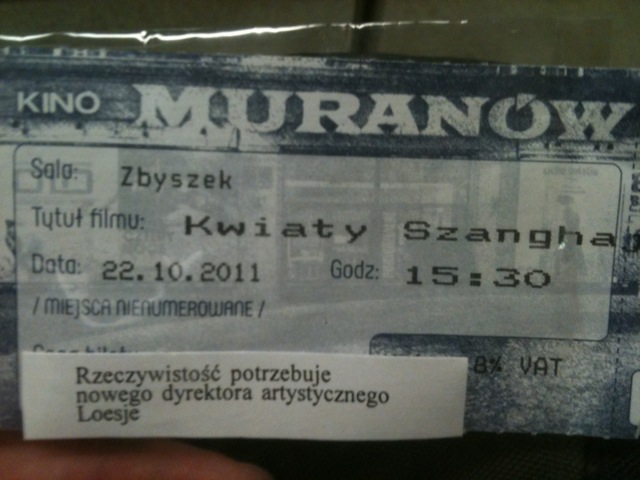 KINO MURANÓW
Sala: Zbyszek
Tytuł filmu: Kwiaty Szangha
Data: 22.10.2011 Godz: 15:30
/ MIEJSCA NIENUMEROWANE /
8% VAT
Rzeczywistość potrzebuje
nowego dyrektora artystycznego
Loesje